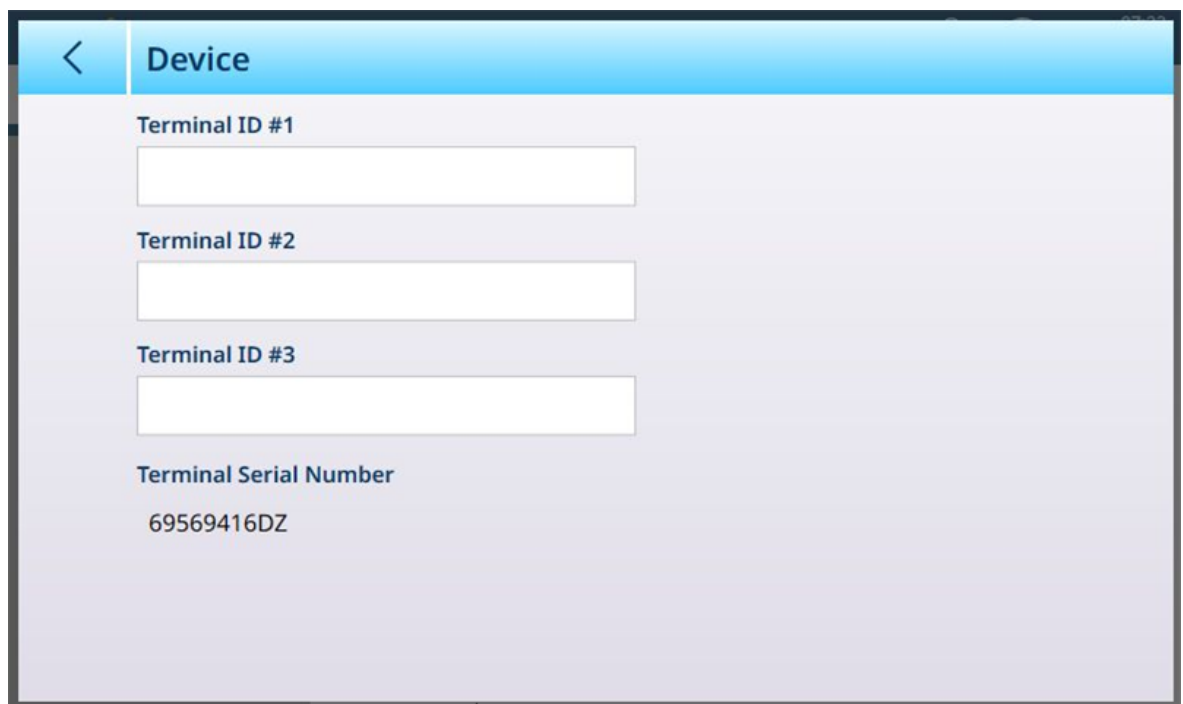 Device
Terminal ID #1
Terminal ID #2
Terminal ID #3
Terminal Serial Number
69569416DZ